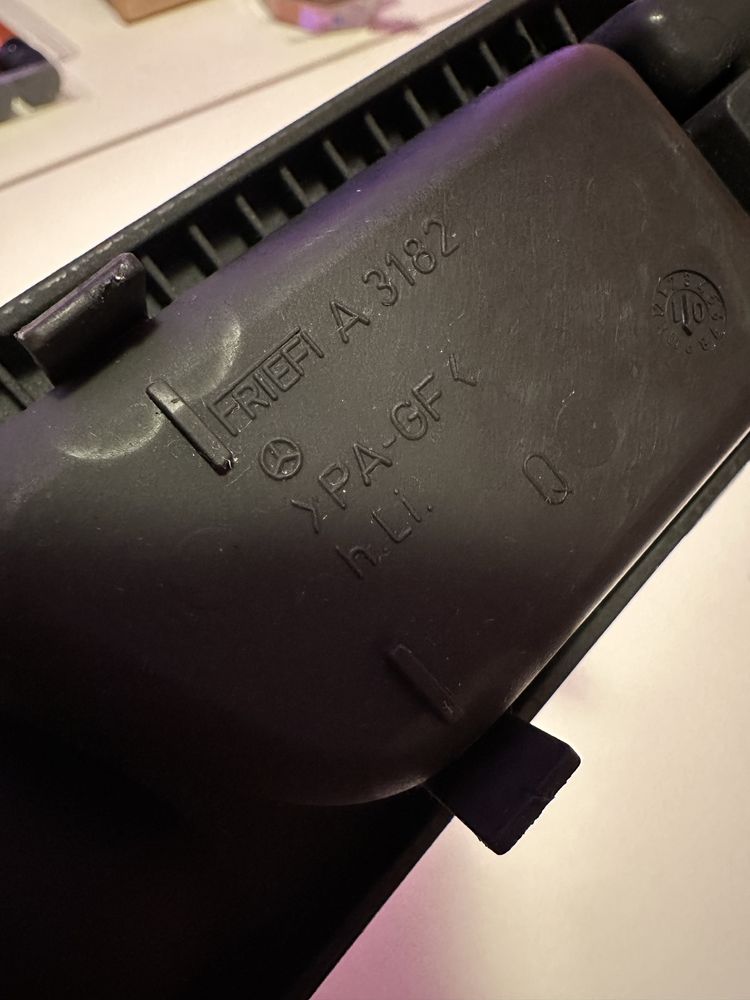 FRIEFI A 3182
>PA-GF<
h.Li.
Q